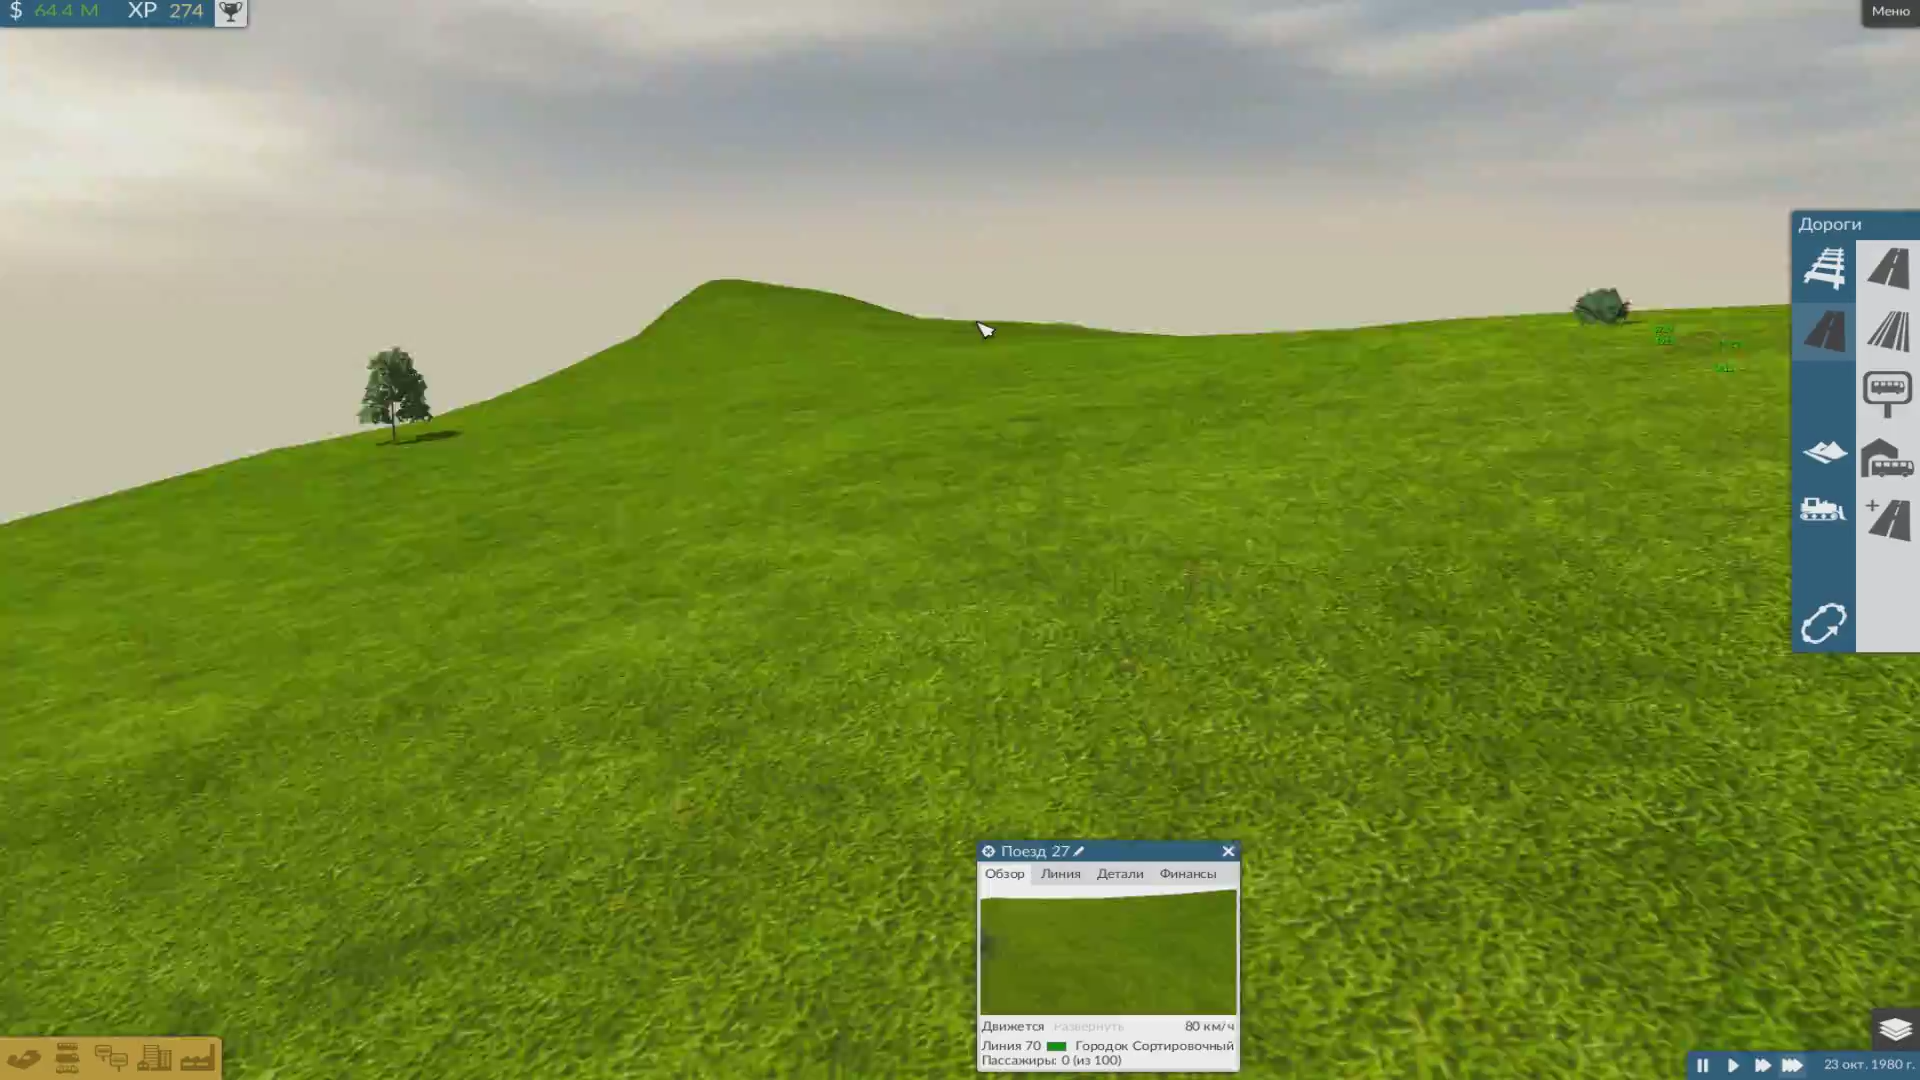 $ 64.4 M XP 274
Меню
Дороги
Поезд 27
Обзор Линия Детали Финансы
Движется Развернуть 80 км/ч
Линия 70 Городок Сортировочный
Пассажиры: 0 (из 100)
23 окт. 1980 г.